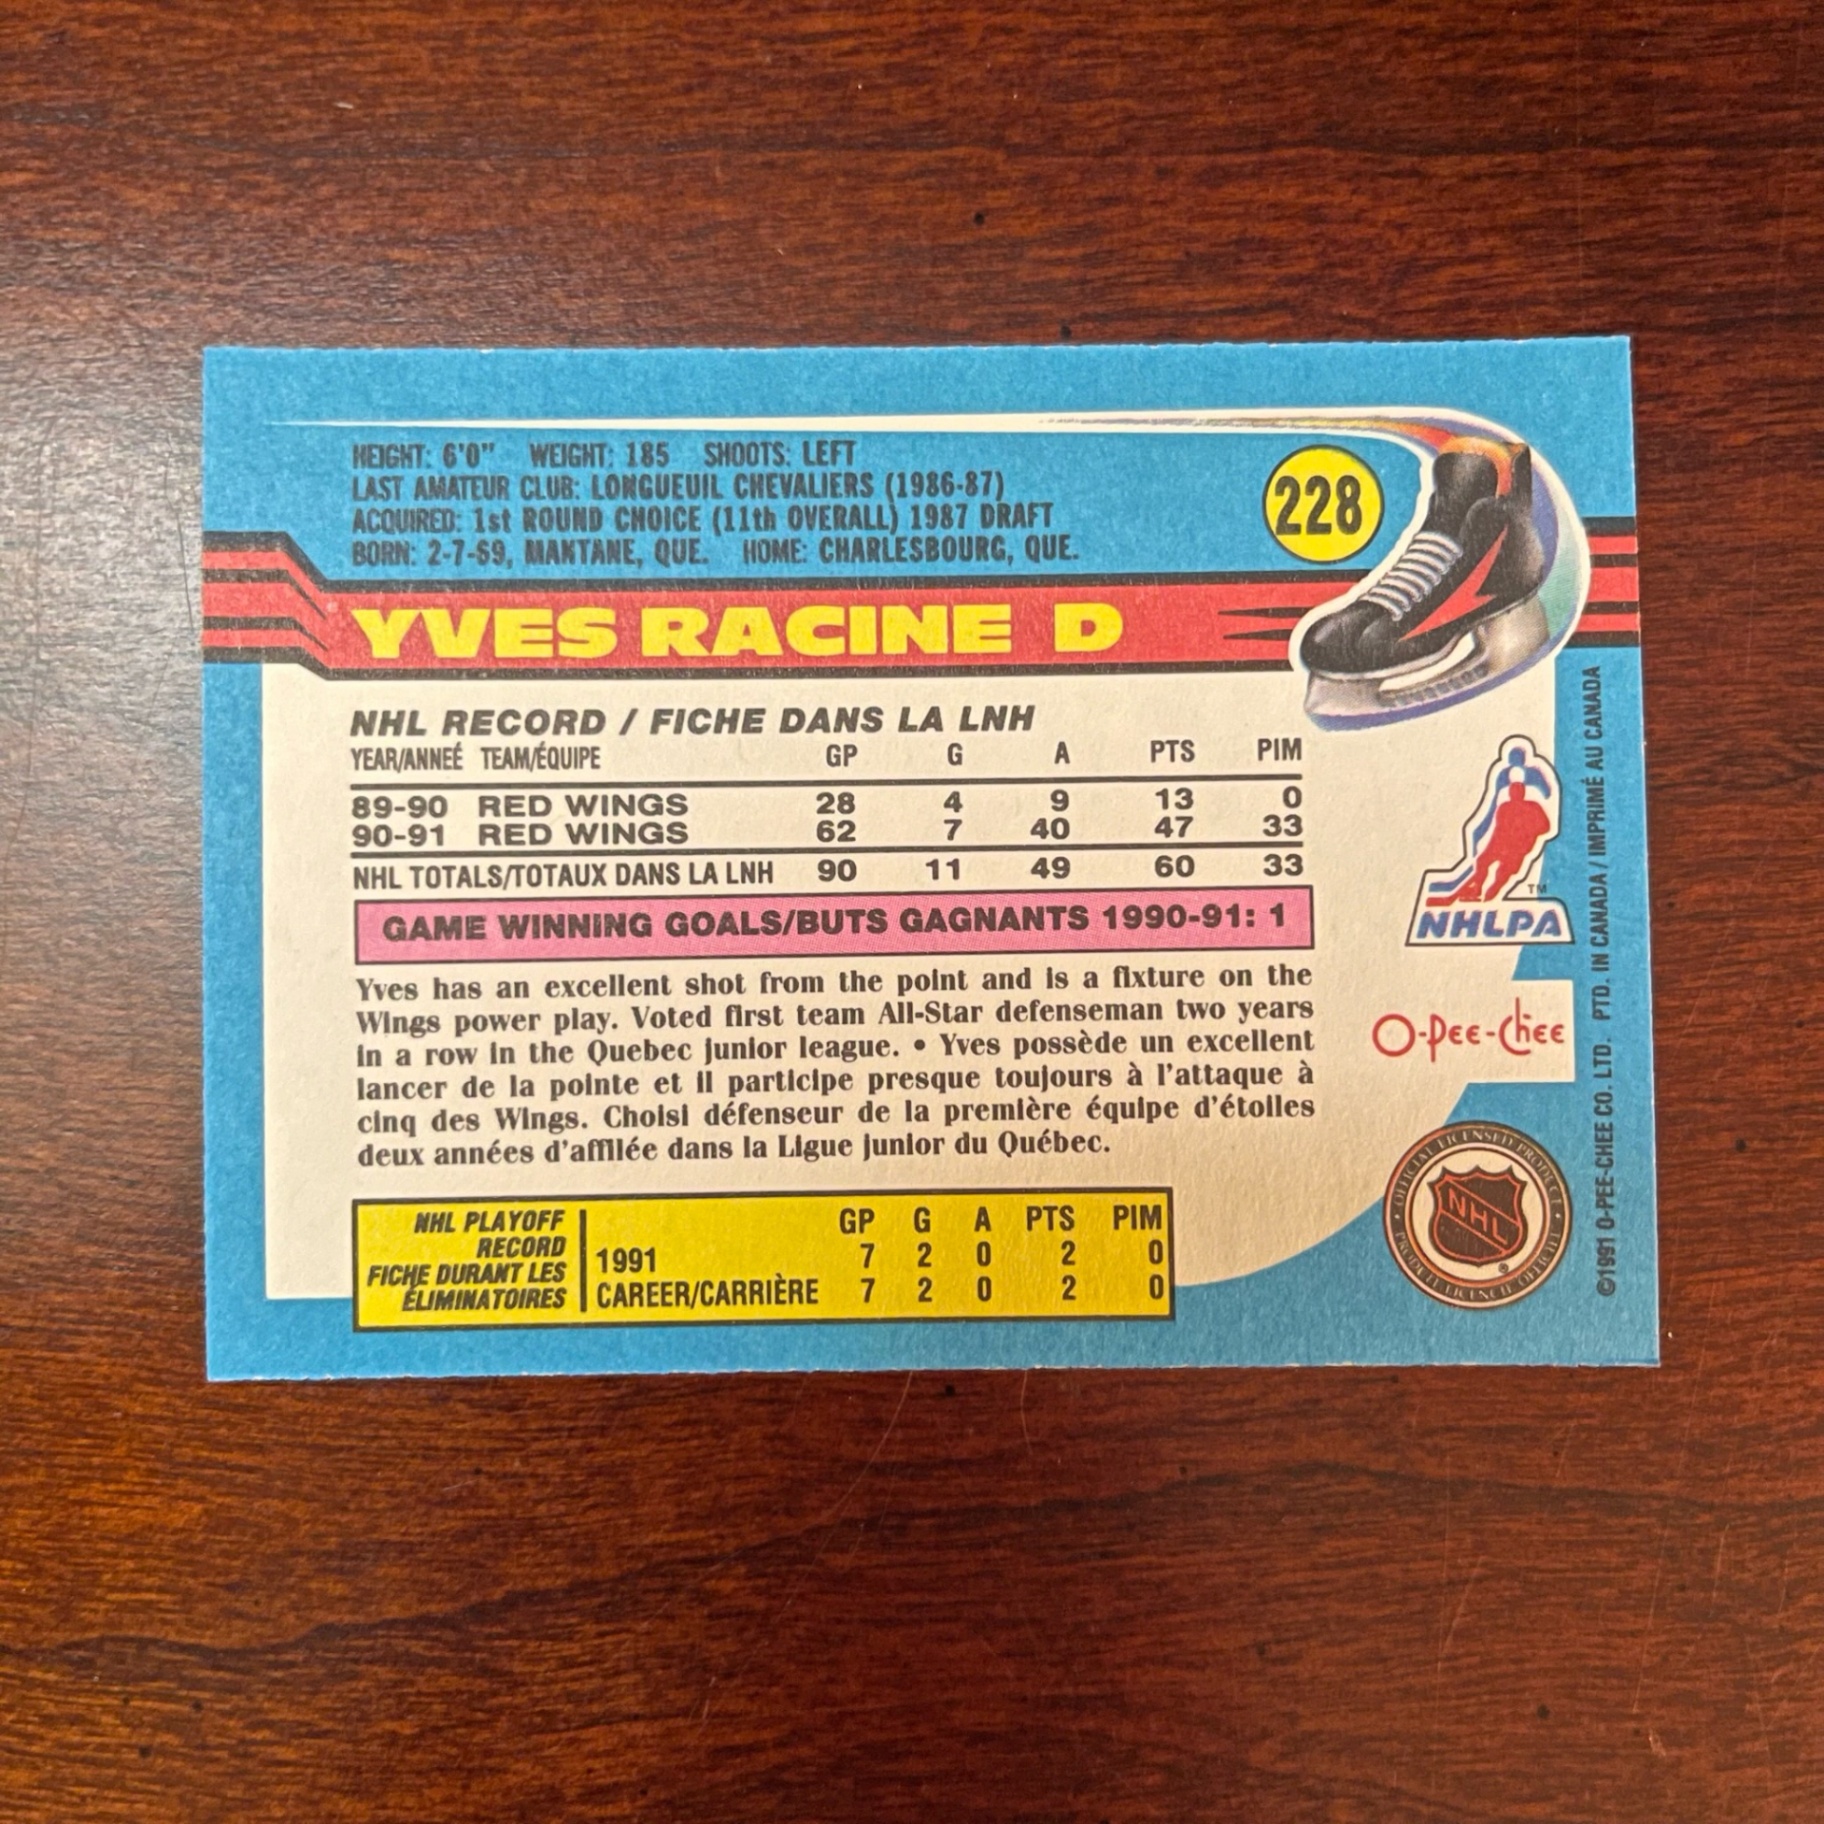 HEIGHT: 6'0" WEIGHT: 185 SHOOTS: LEFT
LAST AMATEUR CLUB: LONGUEUIL CHEVALIERS (1986-87)
ACQUIRED: 1st ROUND CHOICE (11th OVERALL) 1987 DRAFT
BORN: 2-7-69, MANTANE, QUE. HOME: CHARLESBOURG, QUE.
228
YVES RACINE D
NHL RECORD / FICHE DANS LA LNH
YEAR/ANNEÉ TEAM/ÉQUIPE GP G A PTS PIM
89-90 RED WINGS 28 4 9 13 0
90-91 RED WINGS 62 7 40 47 33
NHL TOTALS/TOTAUX DANS LA LNH 90 11 49 60 33
GAME WINNING GOALS/BUTS GAGNANTS 1990-91: 1
Yves has an excellent shot from the point and is a fixture on the
Wings power play. Voted first team All-Star defenseman two years
in a row in the Quebec junior league. • Yves possède un excellent
lancer de la pointe et il participe presque toujours à l'attaque à
cinq des Wings. Choisi défenseur de la première équipe d'étoiles
deux années d'affilée dans la Ligue junior du Québec.
NHL PLAYOFF
RECORD
FICHE DURANT LES
ÉLIMINATOIRES
GP G A PTS PIM
1991 7 2 0 2 0
CAREER/CARRIÈRE 7 2 0 2 0
TM
NHLPA
O-Pee-Chee
OFFICIAL LICENSED PRODUCT
NHL
®
PRODUIT LICENCIÉ OFFICIEL
©1991 O-PEE-CHEE CO. LTD. PTD. IN CANADA / IMPRIMÉ AU CANADA